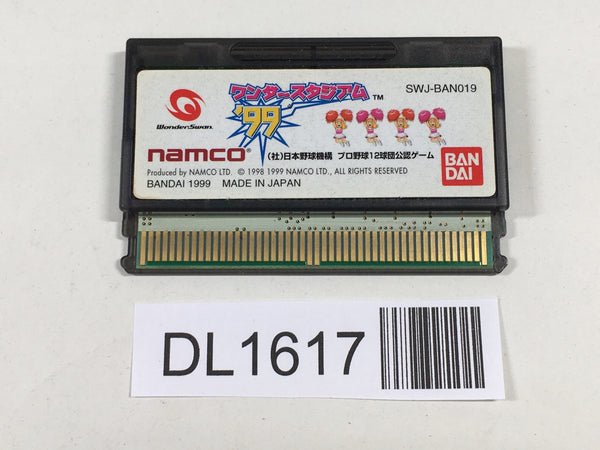 SWJ-BAN019
ワンダースタジアム™
'99
WonderSwan
namco®
(社)日本野球機構 プロ野球12球団公認ゲーム
Produced by NAMCO LTD. © 1998 1999 NAMCO LTD., ALL RIGHTS RESERVED
BANDAI 1999 MADE IN JAPAN
BAN
DAI
DL1617